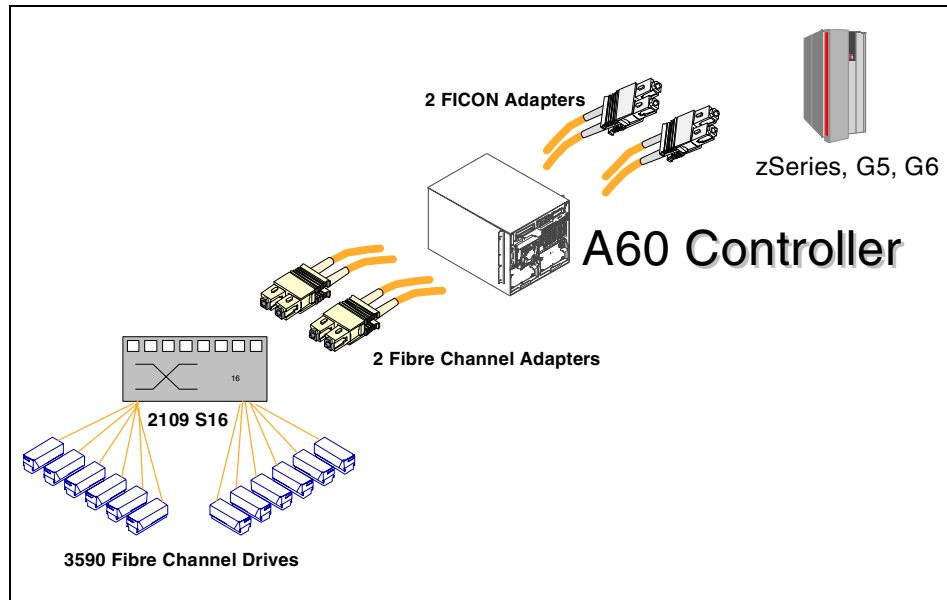 2 FICON Adapters
zSeries, G5, G6
A60 Controller
2 Fibre Channel Adapters
16
2109 S16
3590 Fibre Channel Drives